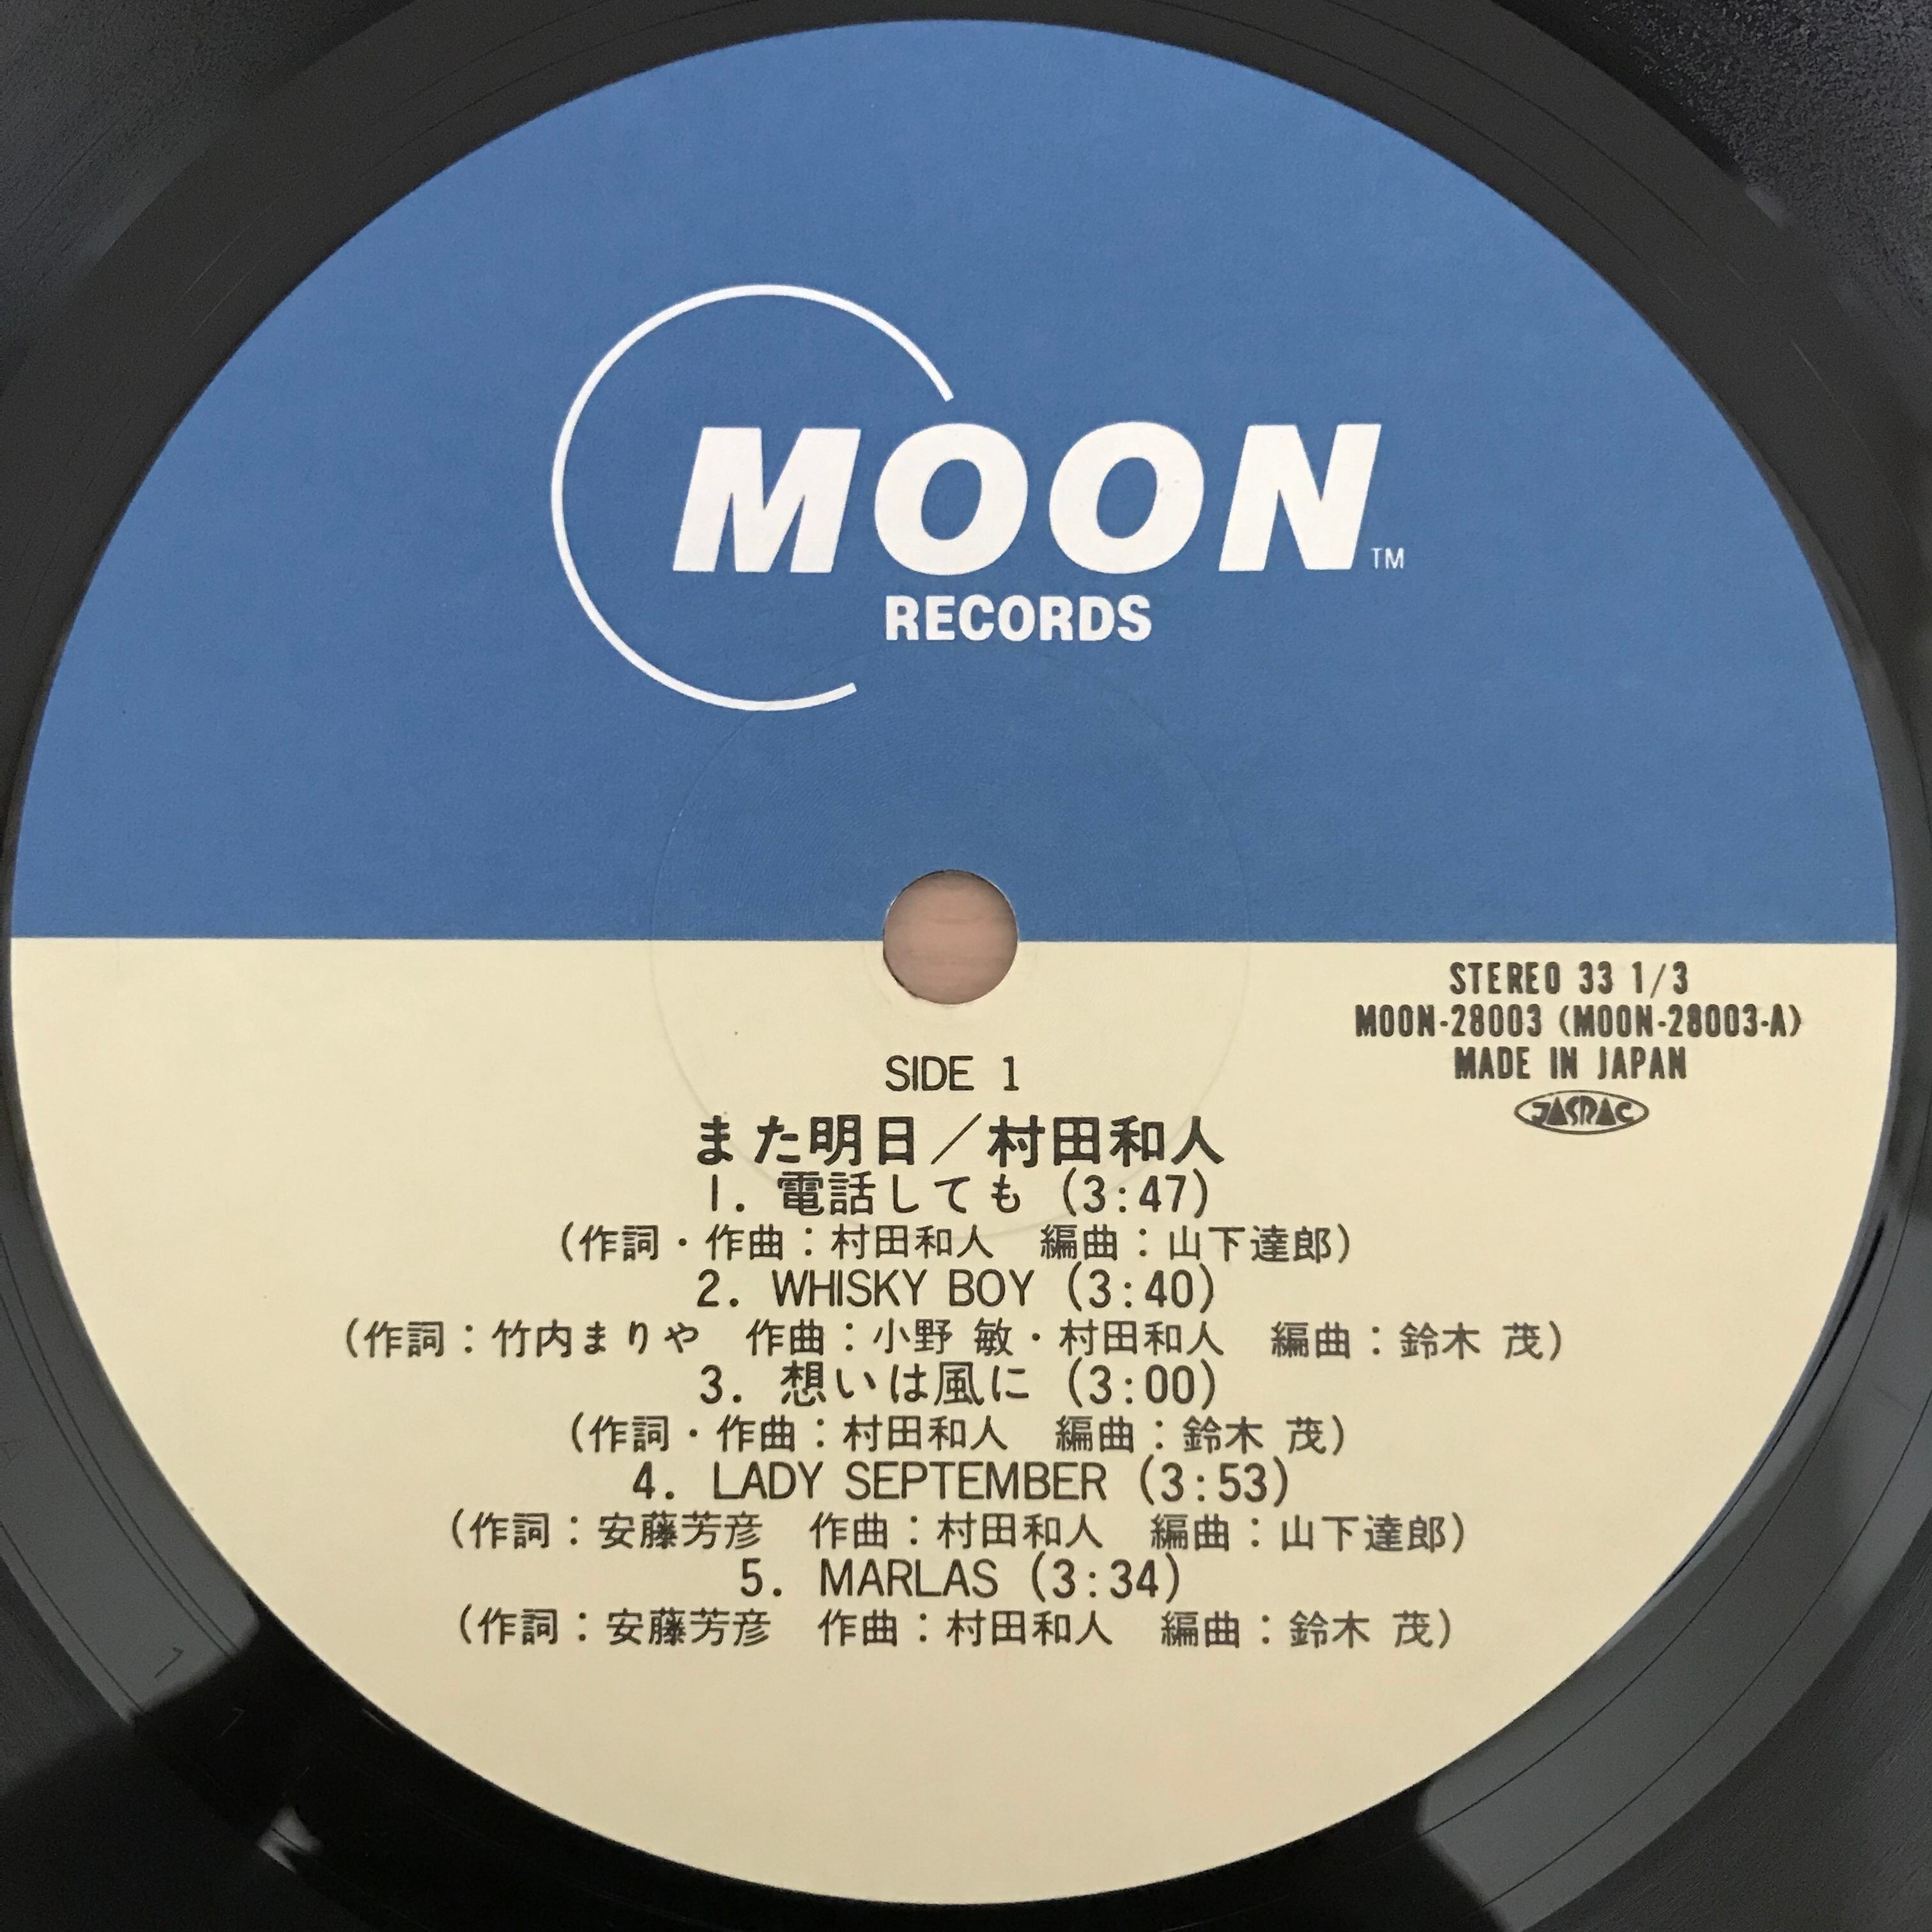 MOON TM
RECORDS
STEREO 33 1/3
MOON-28003 (MOON-28003-A)
MADE IN JAPAN
JASRAC
SIDE 1
また明日／村田和人
1. 電話しても (3:47)
(作詞・作曲：村田和人　編曲：山下達郎)
2. WHISKY BOY (3:40)
(作詞：竹内まりや　作曲：小野 敏・村田和人　編曲：鈴木 茂)
3. 想いは風に (3:00)
(作詞・作曲：村田和人　編曲：鈴木 茂)
4. LADY SEPTEMBER (3:53)
(作詞：安藤芳彦　作曲：村田和人　編曲：山下達郎)
5. MARLAS (3:34)
(作詞：安藤芳彦　作曲：村田和人　編曲：鈴木 茂)